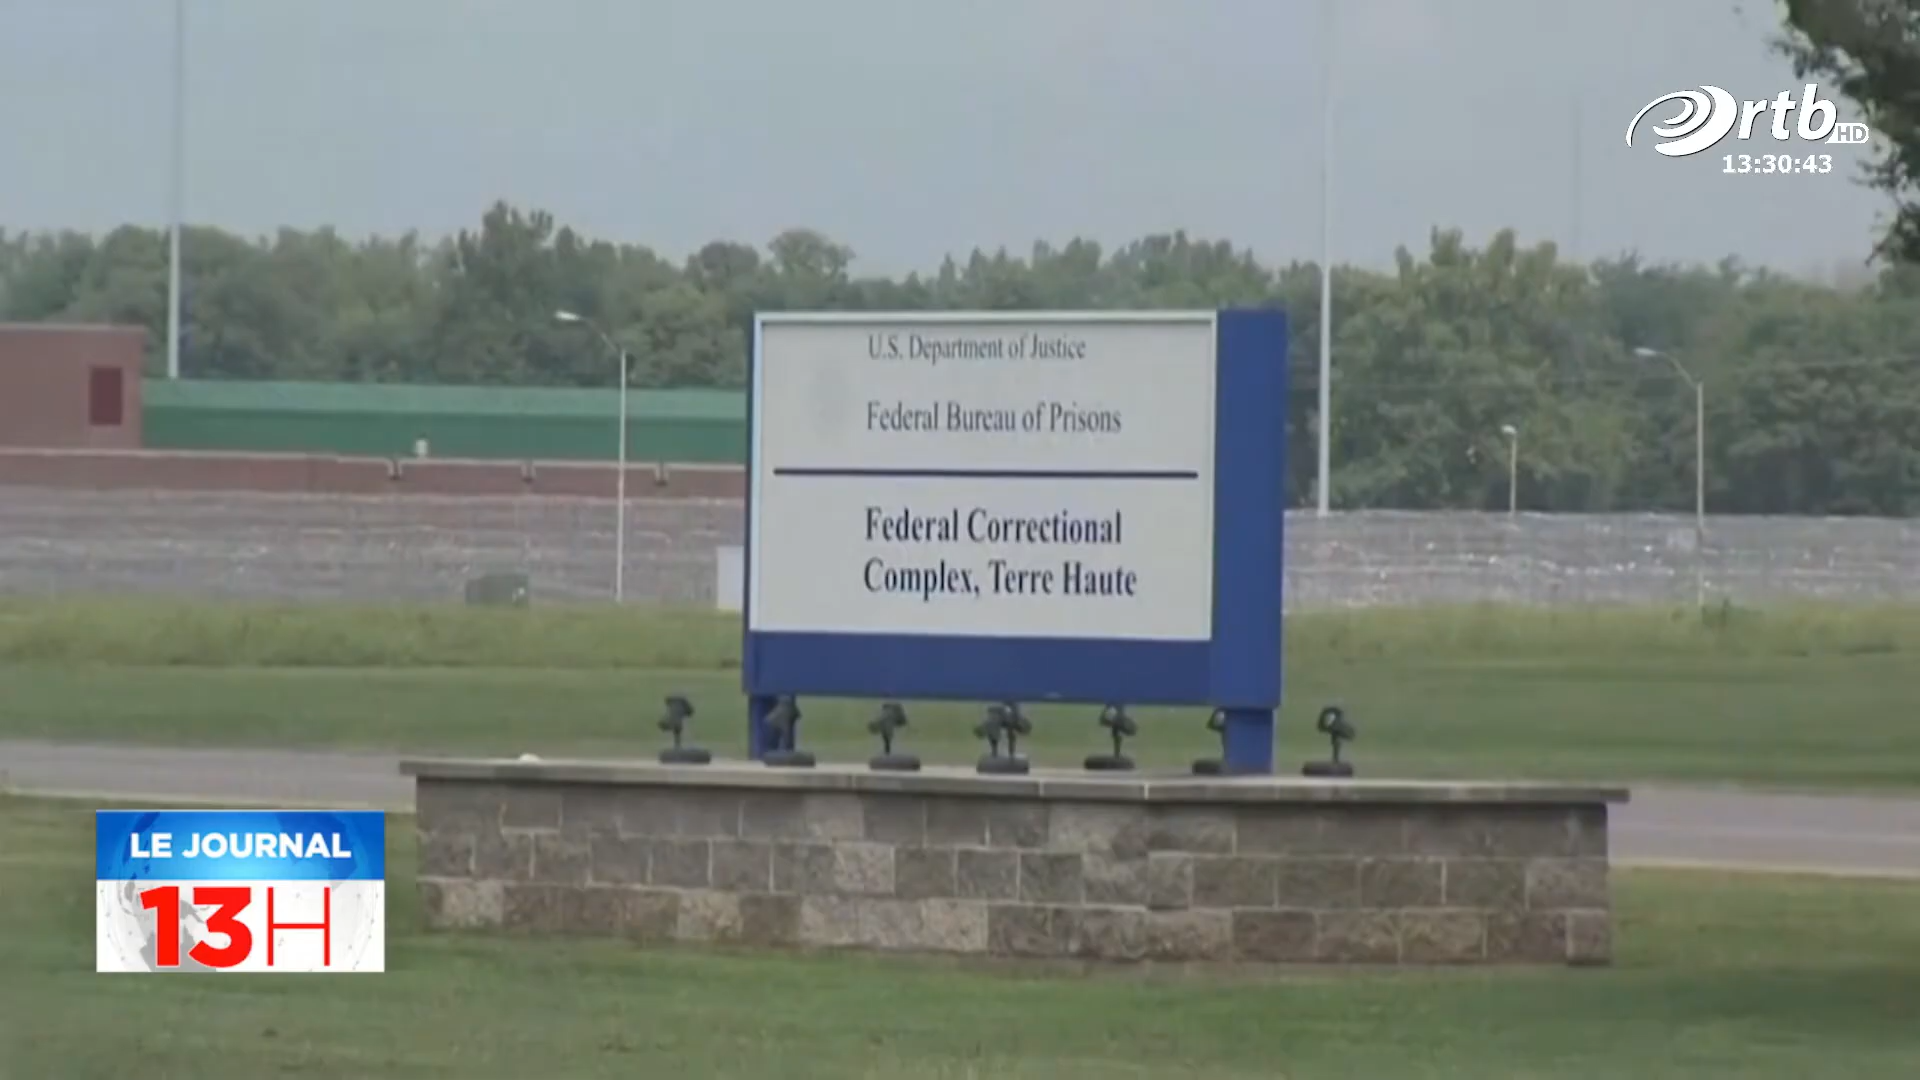 rtb HD
13:30:43
U.S. Department of Justice
Federal Bureau of Prisons
Federal Correctional
Complex, Terre Haute
LE JOURNAL
13H